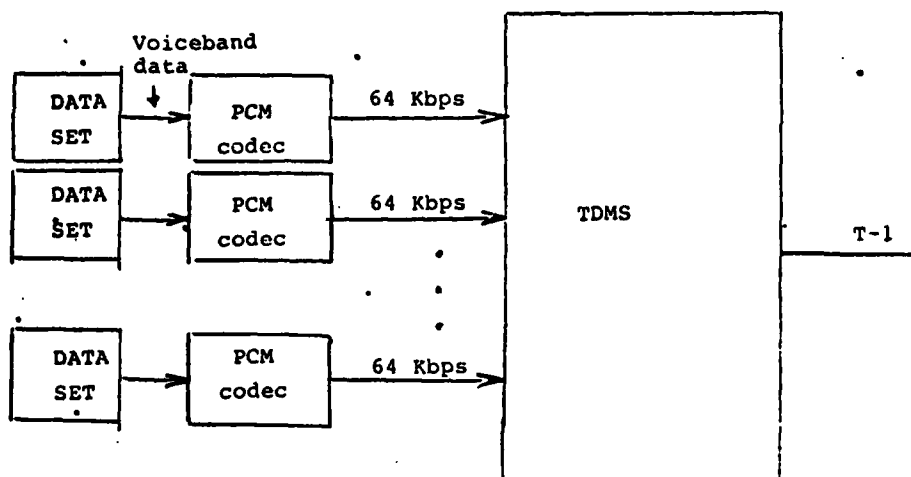 Voiceband
data
DATA
SET
PCM
codec
64 Kbps
DATA
SET
PCM
codec
64 Kbps
TDMS
T-1
DATA
SET
PCM
codec
64 Kbps